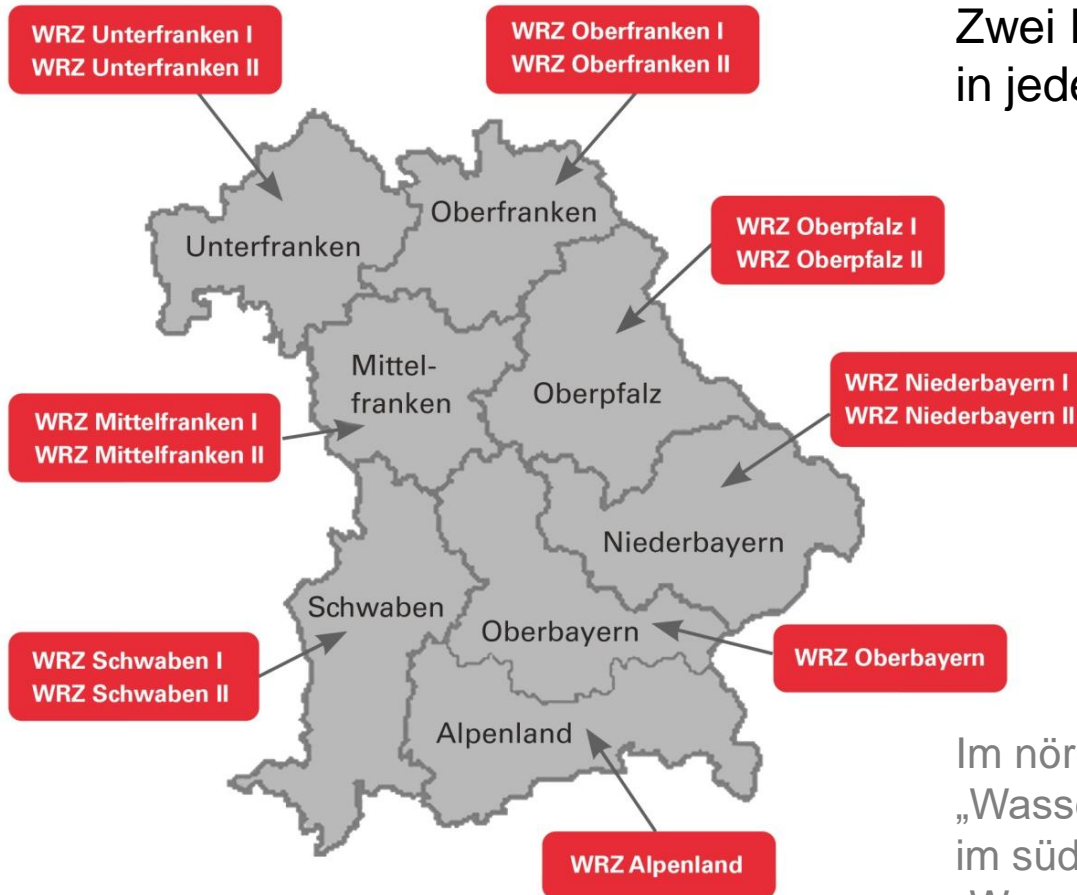 WRZ Unterfranken I
WRZ Unterfranken II
WRZ Oberfranken I
WRZ Oberfranken II
Zwei
in jede
Oberfranken
Unterfranken
WRZ Oberpfalz I
WRZ Oberpfalz II
Mittel-
franken
Oberpfalz
WRZ Niederbayern I
WRZ Niederbayern II
WRZ Mittelfranken I
WRZ Mittelfranken II
Niederbayern
Schwaben
Oberbayern
WRZ Schwaben I
WRZ Schwaben II
WRZ Oberbayern
Alpenland
Im nör
„Wasse
im süd
WRZ Alpenland